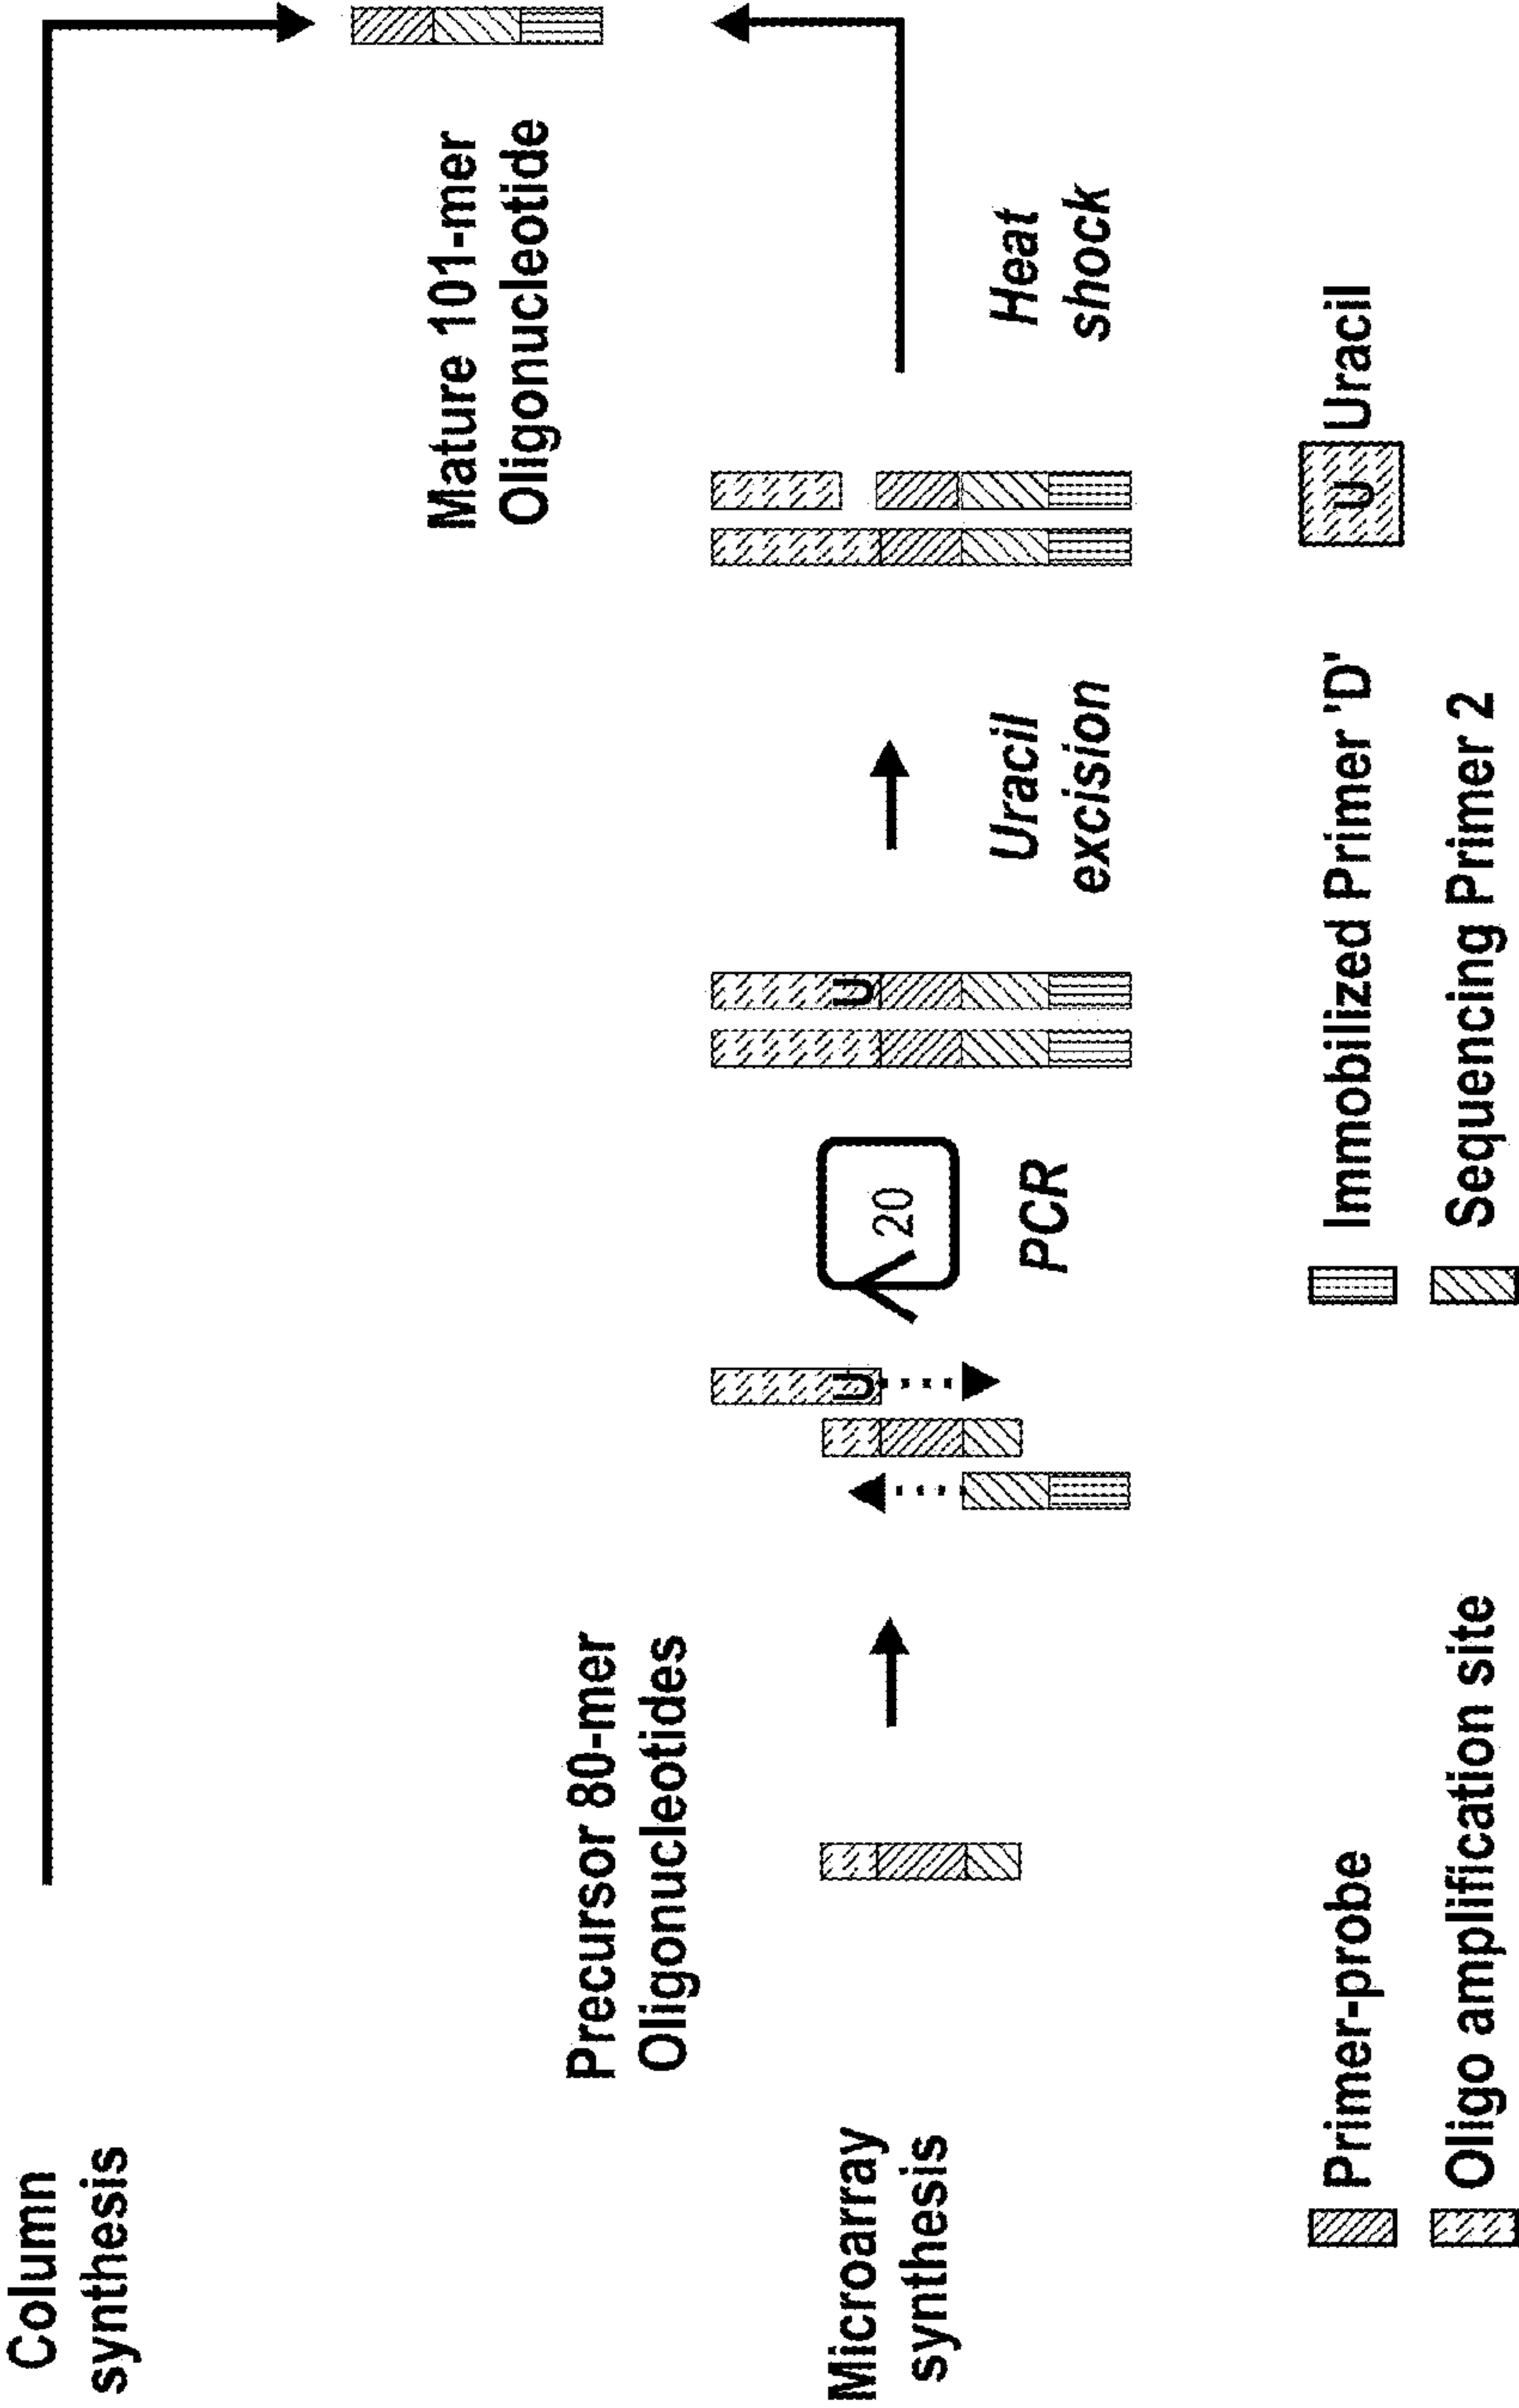 Column
synthesis
Mature 101-mer
Oligonucleotide
Precursor 80-mer
Oligonucleotides
Microarray
synthesis
U
20
PCR
U
Uracil
excision
Heat
shock
Primer-probe
Immobilized Primer 'D'
U Uracil
Oligo amplification site
Sequencing Primer 2